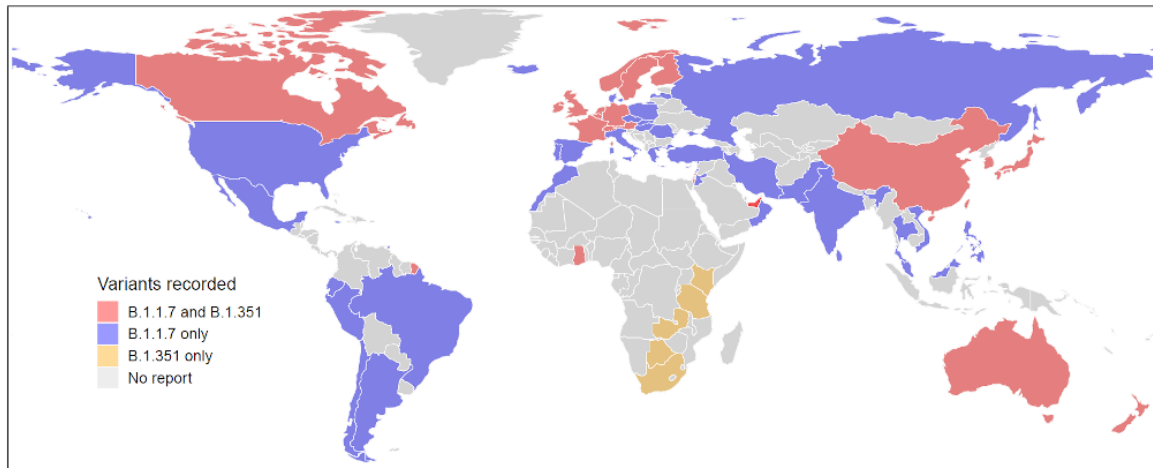 Variants recorded
B.1.1.7 and B.1.351
B.1.1.7 only
B.1.351 only
No report